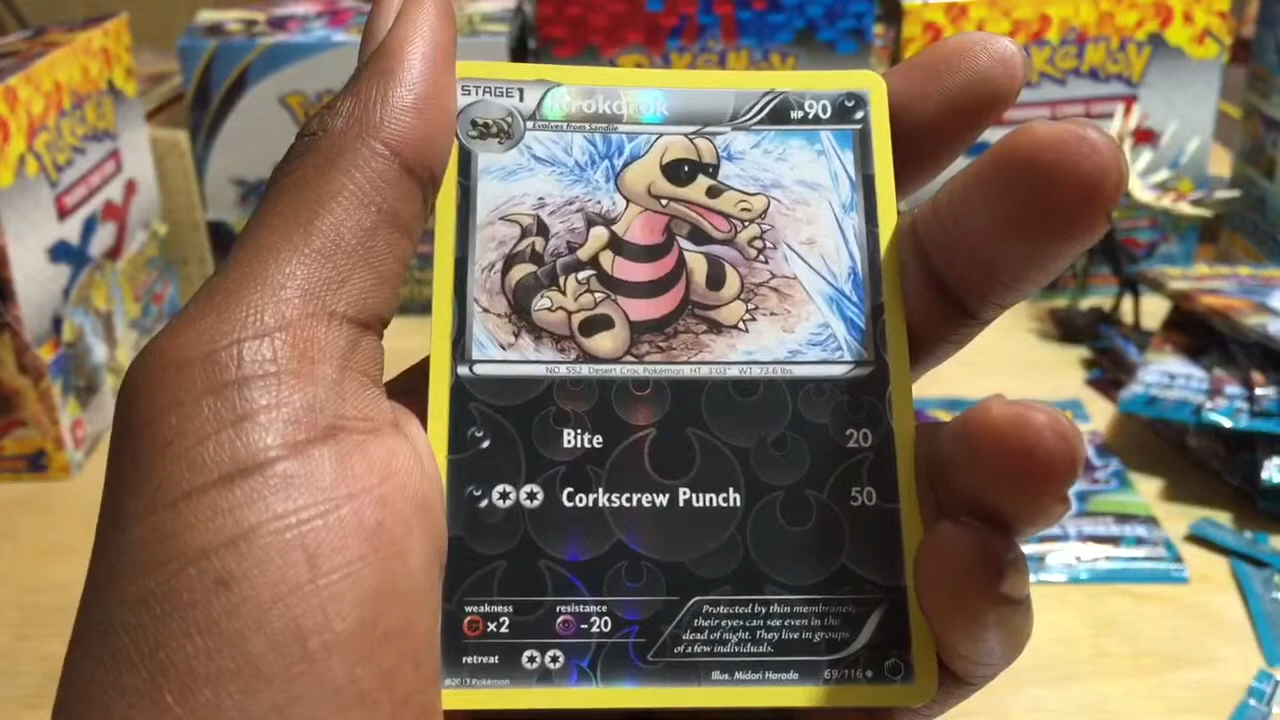 POKÉMON
POKÉMON
POKÉMON
XY
STAGE 1
Krokorok
HP 90
Evolves from Sandile
NO. 552 Desert Croc Pokémon HT. 3'03" WT. 73.6 lbs.
Bite 20
Corkscrew Punch 50
weakness
×2
resistance
-20
retreat
Protected by thin membranes,
their eyes can see even in the
dead of night. They live in groups
of a few individuals.
Illus. Midori Harada 69/116
©2013 Pokémon